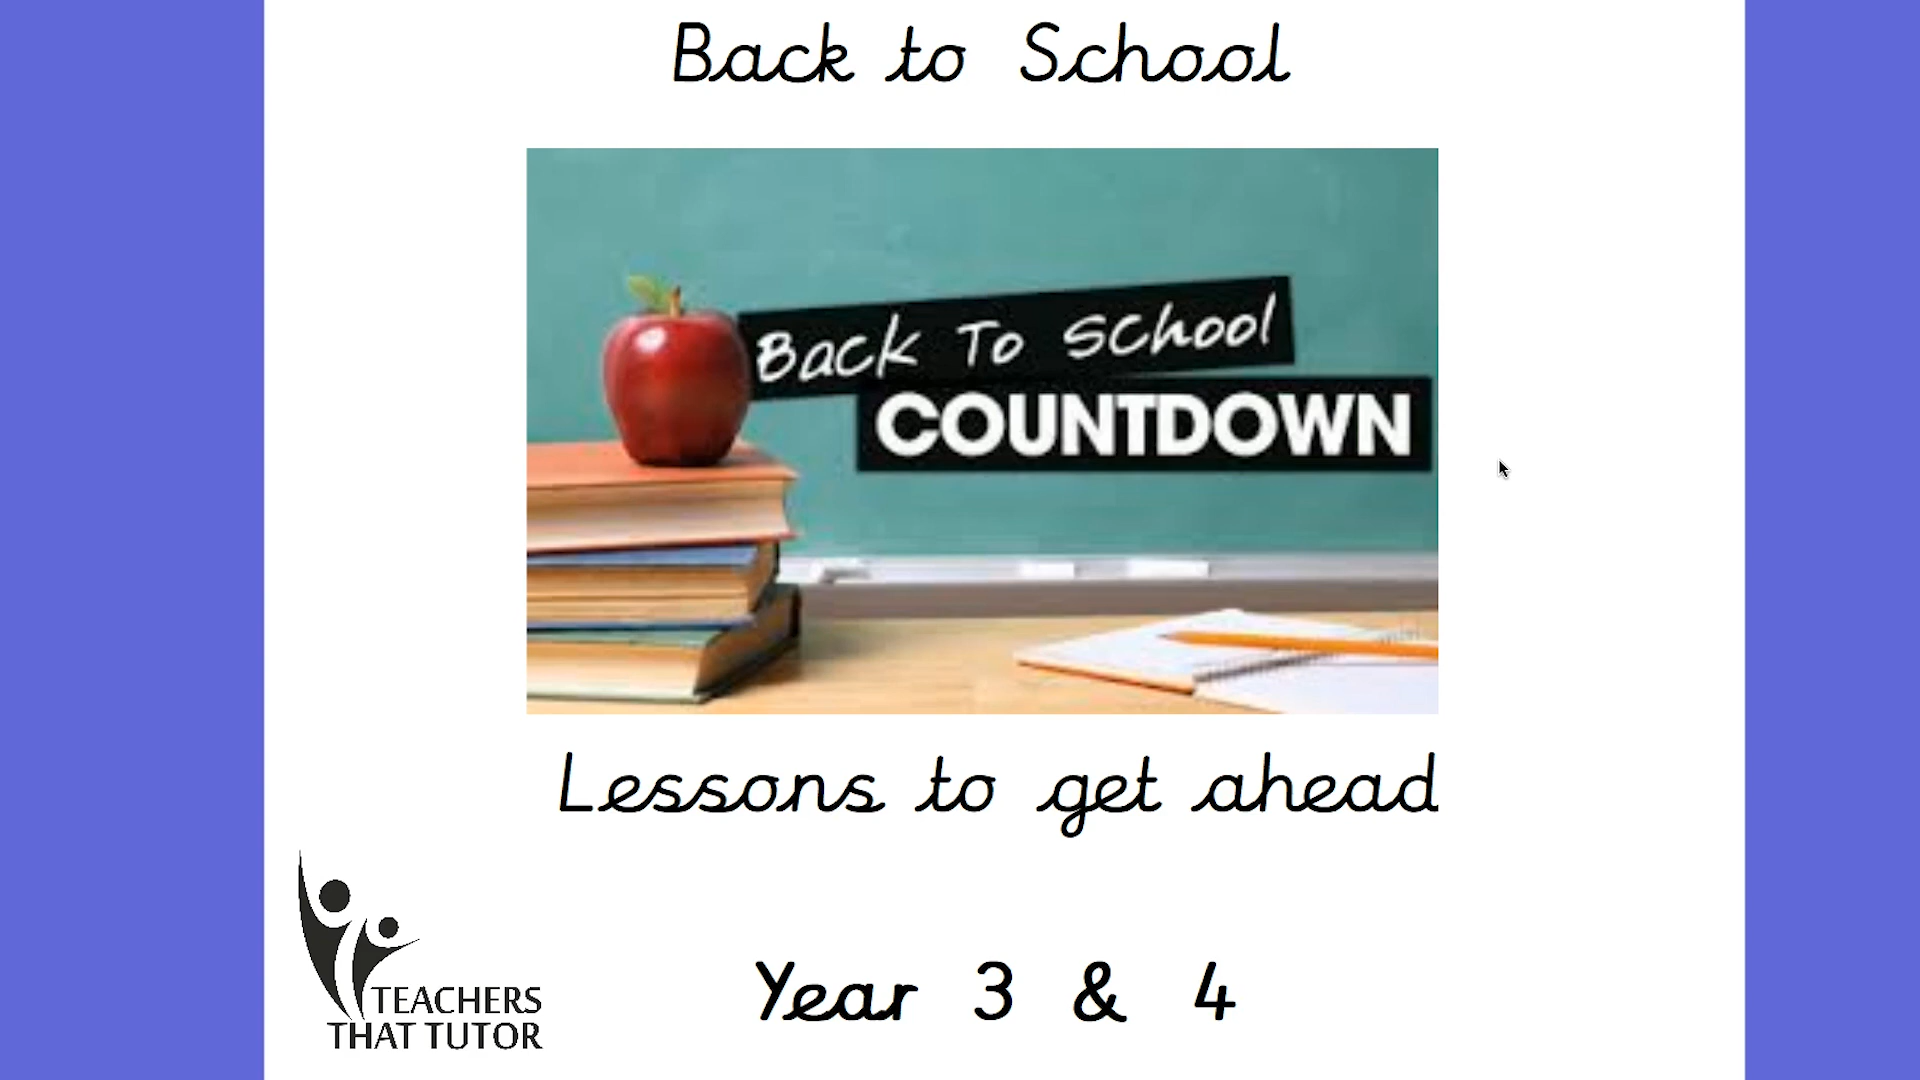 Back to School
Back To School
COUNTDOWN
Lessons to get ahead
TEACHERS
THAT TUTOR
Year 3 & 4